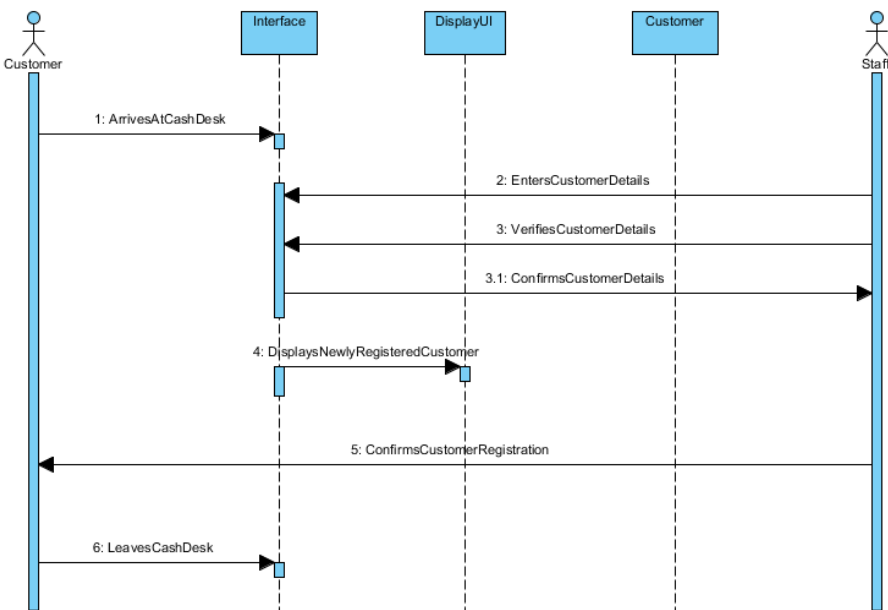 Interface
DisplayUI
Customer
Customer
Staff
1: ArrivesAtCashDesk
2: EntersCustomerDetails
3: VerifiesCustomerDetails
3.1: ConfirmsCustomerDetails
4: DisplaysNewlyRegisteredCustomer
5: ConfirmsCustomerRegistration
6: LeavesCashDesk